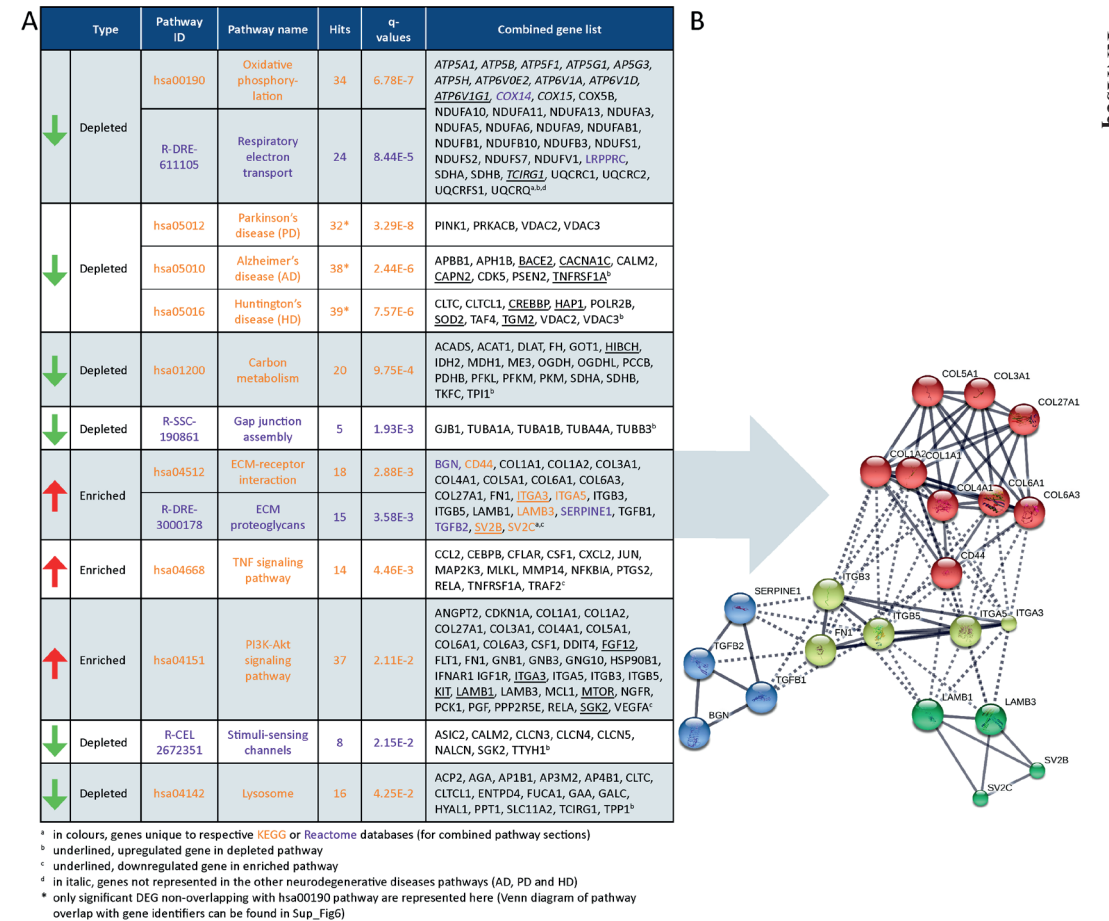 A
B
Type
Pathway ID
Pathway name
Hits
q-values
Combined gene list
Depleted
hsa00190
Oxidative
phosphory-
lation
34
6.78E-7
R-DRE-
611105
Respiratory
electron
transport
24
8.44E-5
ATP5A1, ATP5B, ATP5F1, ATP5G1, AP5G3,
ATP5H, ATP6V0E2, ATP6V1A, ATP6V1D,
ATP6V1G1, COX14, COX15, COX5B,
NDUFA10, NDUFA11, NDUFA13, NDUFA3,
NDUFA5, NDUFA6, NDUFA9, NDUFAB1,
NDUFB1, NDUFB10, NDUFB3, NDUFS1,
NDUFS2, NDUFS7, NDUFV1, LRPPRC,
SDHA, SDHB, TCIRG1, UQCRC1, UQCRC2,
UQCRFS1, UQCRQa,b,d
Depleted
hsa05012
Parkinson's
disease (PD)
32*
3.29E-8
PINK1, PRKACB, VDAC2, VDAC3
hsa05010
Alzheimer's
disease (AD)
38*
2.44E-6
APBB1, APH1B, BACE2, CACNA1C, CALM2,
CAPN2, CDK5, PSEN2, TNFRSF1Ab
hsa05016
Huntington's
disease (HD)
39*
7.57E-6
CLTC, CLTCL1, CREBBP, HAP1, POLR2B,
SOD2, TAF4, TGM2, VDAC2, VDAC3b
Depleted
hsa01200
Carbon
metabolism
20
9.75E-4
ACADS, ACAT1, DLAT, FH, GOT1, HIBCH,
IDH2, MDH1, ME3, OGDH, OGDHL, PCCB,
PDHB, PFKL, PFKM, PKM, SDHA, SDHB,
TKFC, TPI1b
Depleted
R-SSC-
190861
Gap junction
assembly
5
1.93E-3
GJB1, TUBA1A, TUBA1B, TUBA4A, TUBB3b
Enriched
hsa04512
ECM-receptor
interaction
18
2.88E-3
R-DRE-
3000178
ECM
proteoglycans
15
3.58E-3
BGN, CD44, COL1A1, COL1A2, COL3A1,
COL4A1, COL5A1, COL6A1, COL6A3,
COL27A1, FN1, ITGA3, ITGA5, ITGB3,
ITGB5, LAMB1, LAMB3, SERPINE1, TGFB1,
TGFB2, SV2B, SV2Ca,c
Enriched
hsa04668
TNF signaling
pathway
14
4.46E-3
CCL2, CEBPB, CFLAR, CSF1, CXCL2, JUN,
MAP2K3, MLKL, MMP14, NFKBIA, PTGS2,
RELA, TNFRSF1A, TRAF2c
Enriched
hsa04151
PI3K-Akt
signaling
pathway
37
2.11E-2
ANGPT2, CDKN1A, COL1A1, COL1A2,
COL27A1, COL3A1, COL4A1, COL5A1,
COL6A1, COL6A3, CSF1, DDIT4, FGF12,
FLT1, FN1, GNB1, GNB3, GNG10, HSP90B1,
IFNAR1 IGF1R, ITGA3, ITGA5, ITGB3, ITGB5,
KIT, LAMB1, LAMB3, MCL1, MTOR, NGFR,
PCK1, PGF, PPP2R5E, RELA, SGK2, VEGFAc
Depleted
R-CEL
2672351
Stimuli-sensing
channels
8
2.15E-2
ASIC2, CALM2, CLCN3, CLCN4, CLCN5,
NALCN, SGK2, TTYH1b
Depleted
hsa04142
Lysosome
16
4.25E-2
ACP2, AGA, AP1B1, AP3M2, AP4B1, CLTC,
CLTCL1, ENTPD4, FUCA1, GAA, GALC,
HYAL1, PPT1, SLC11A2, TCIRG1, TPP1b
a in colours, genes unique to respective KEGG or Reactome databases (for combined pathway sections)
b underlined, upregulated gene in depleted pathway
c underlined, downregulated gene in enriched pathway
d in italic, genes not represented in the other neurodegenerative diseases pathways (AD, PD and HD)
* only significant DEG non-overlapping with hsa00190 pathway are represented here (Venn diagram of pathway
overlap with gene identifiers can be found in Sup_Fig6)
COL5A1
COL3A1
COL27A1
COL1A2
COL1A1
COL4A1
COL6A1
COL6A3
CD44
ITGB3
SERPINE1
ITGB5
ITGA5
ITGA3
FN1
TGFB2
TGFB1
BGN
LAMB1
LAMB3
SV2B
SV2C